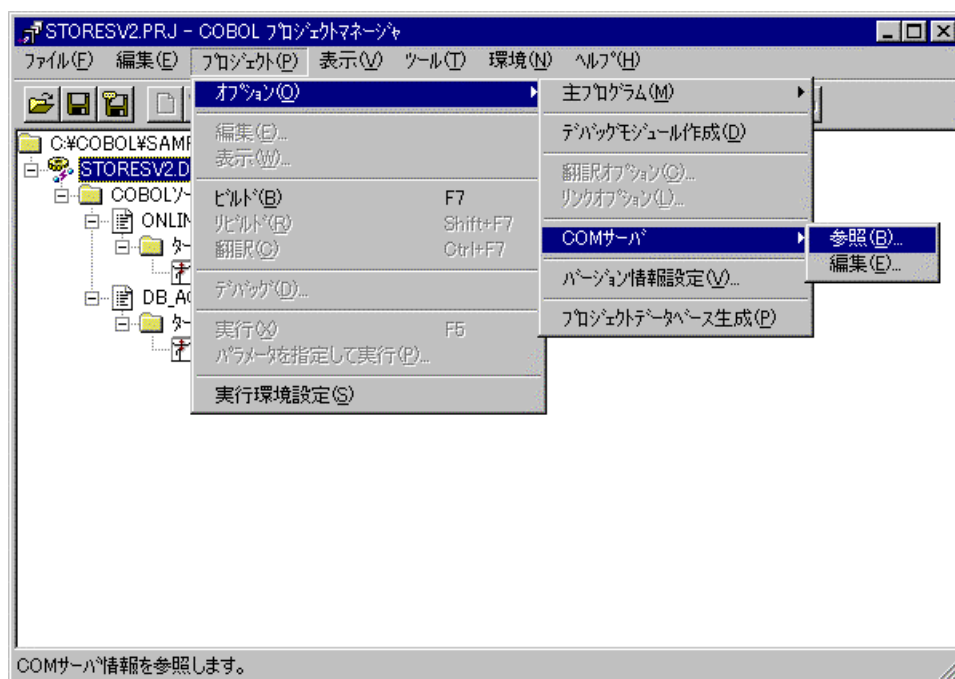 STORESV2.PRJ - COBOL プロジェクトマネージャ
ファイル(F) 編集(E) プロジェクト(P) 表示(V) ツール(T) 環境(N) ヘルプ(H)
C:¥COBOL¥SAMP
STORESV2.D
COBOLソー
ONLIN
ター
DB_AC
ター
オプション(O)
編集(E)...
表示(W)...
ビルド(B) F7
リビルド(R) Shift+F7
翻訳(C) Ctrl+F7
デバッグ(D)...
実行(X) F5
パラメータを指定して実行(P)...
実行環境設定(S)
主プログラム(M)
デバッグモジュール作成(D)
翻訳オプション(C)...
リンクオプション(L)...
COMサーバ
バージョン情報設定(V)...
プロジェクトデータベース生成(P)
参照(B)...
編集(E)...
COMサーバ情報を参照します。